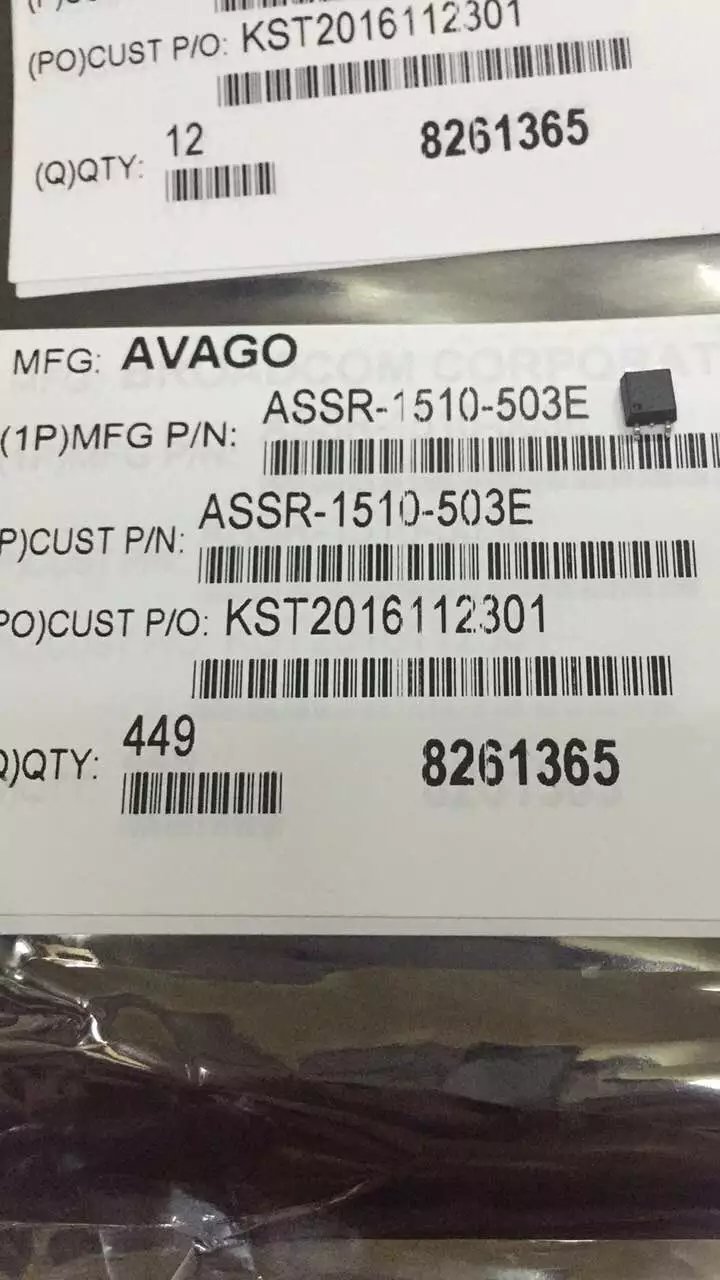 (PO)CUST P/O: KST2016112301
(Q)QTY: 12 8261365
MFG: AVAGO
(1P)MFG P/N: ASSR-1510-503E
P)CUST P/N: ASSR-1510-503E
PO)CUST P/O: KST2016112301
Q)QTY: 449 8261365